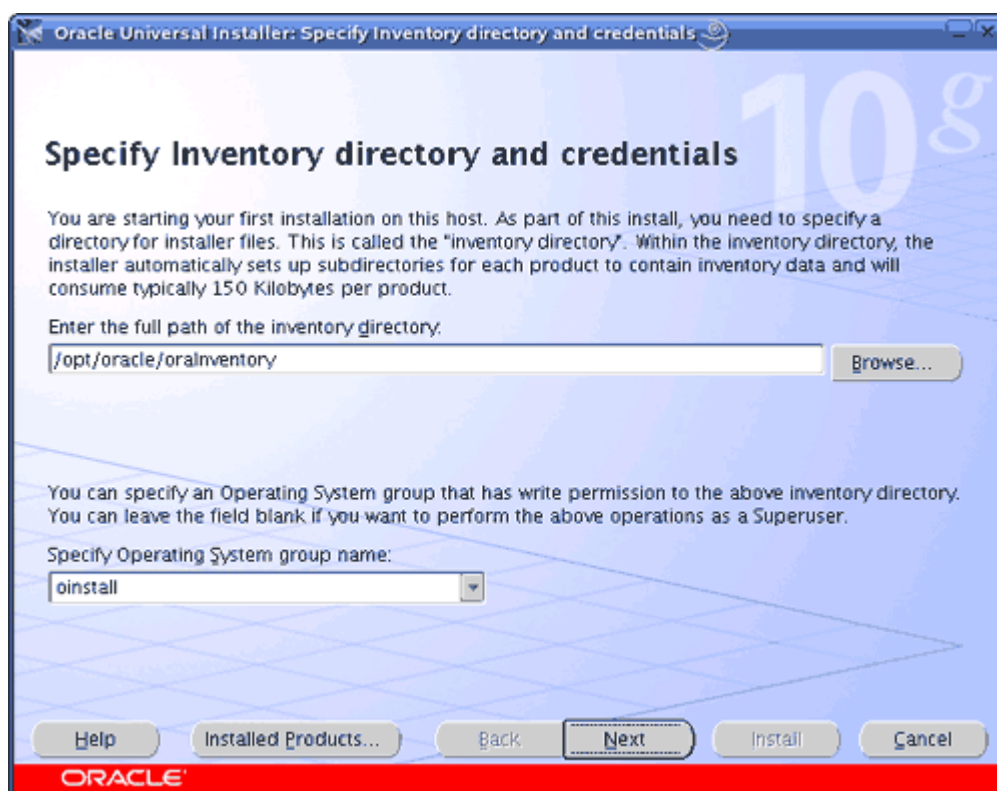 Oracle Universal Installer: Specify Inventory directory and credentials
10g
Specify Inventory directory and credentials
You are starting your first installation on this host. As part of this install, you need to specify a
directory for installer files. This is called the "inventory directory". Within the inventory directory, the
installer automatically sets up subdirectories for each product to contain inventory data and will
consume typically 150 Kilobytes per product.
Enter the full path of the inventory directory:
/opt/oracle/oraInventory
Browse...
You can specify an Operating System group that has write permission to the above inventory directory.
You can leave the field blank if you want to perform the above operations as a Superuser.
Specify Operating System group name:
oinstall
Help Installed Products... Back Next Install Cancel
ORACLE